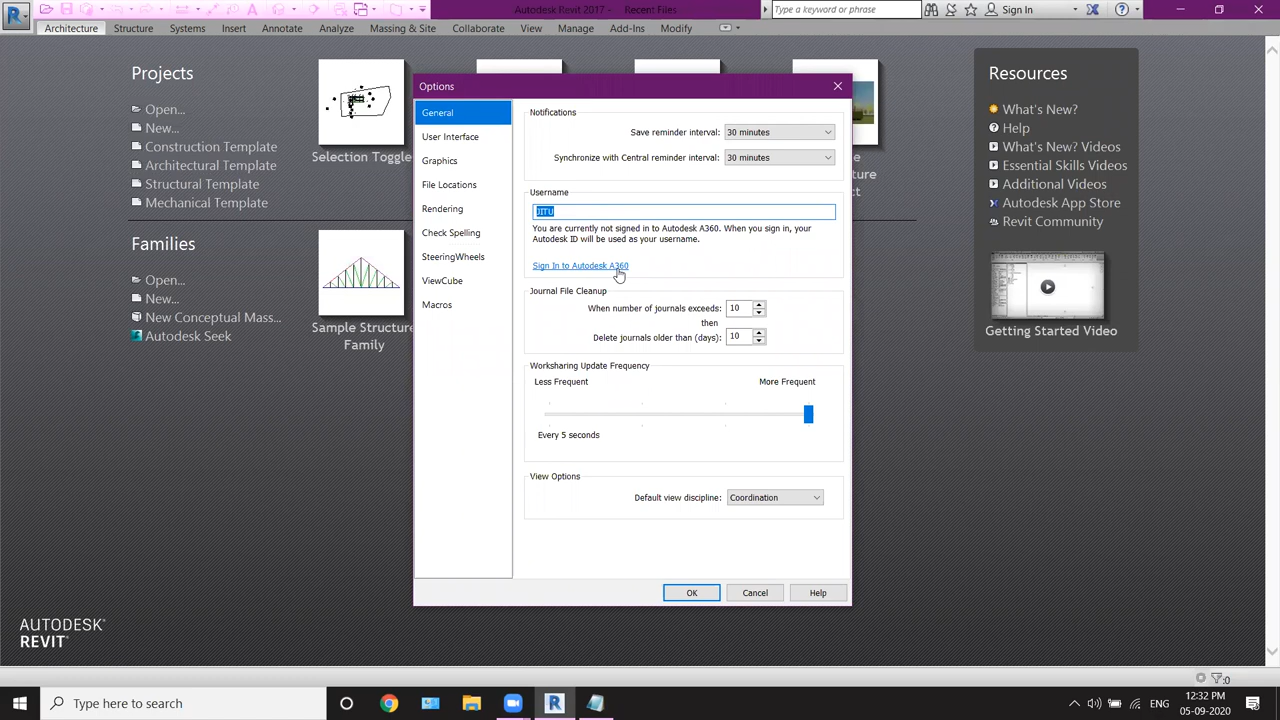 Autodesk Revit 2017 - Recent Files
Type a keyword or phrase
Sign In
Architecture Structure Systems Insert Annotate Analyze Massing & Site Collaborate View Manage Add-Ins Modify
Projects
Open...
New...
Construction Template
Architectural Template
Structural Template
Mechanical Template
Selection Toggle
Families
Open...
New...
New Conceptual Mass...
Autodesk Seek
Sample Structure
Family
Options
General
User Interface
Graphics
File Locations
Rendering
Check Spelling
SteeringWheels
ViewCube
Macros
Notifications
Save reminder interval: 30 minutes
Synchronize with Central reminder interval: 30 minutes
Username
You are currently not signed in to Autodesk A360. When you sign in, your
Autodesk ID will be used as your username.
Sign In to Autodesk A360
Journal File Cleanup
When number of journals exceeds: 10
then
Delete journals older than (days): 10
Worksharing Update Frequency
Less Frequent More Frequent
Every 5 seconds
View Options
Default view discipline: Coordination
OK Cancel Help
Resources
What's New?
Help
What's New? Videos
Essential Skills Videos
Additional Videos
Autodesk App Store
Revit Community
Getting Started Video
AUTODESK®
REVIT®
:0
Type here to search
ENG
12:32 PM
05-09-2020